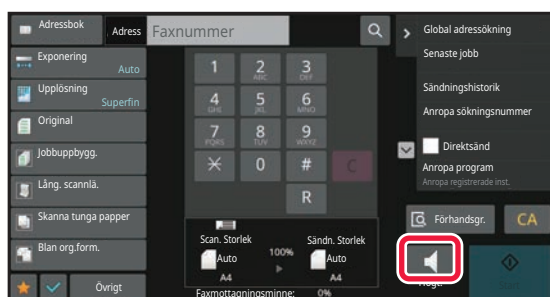 Adressbok
Adress
Faxnummer
Global adressökning
Senaste jobb
Sändningshistorik
Anropa sökningsnummer
Direktsänd
Anropa program
Anropa registrerade inst.
Exponering
Auto
Upplösning
Superfin
Original
Jobbuppbygg.
Lång. scannlä.
Skanna tunga papper
Blan org.form.
Övrigt
1
2 ABC
3 DEF
4 GHI
5 JKL
6 MNO
7 PQRS
8 TUV
9 WXYZ
0
#
C
R
Scan. Storlek
100%
Sändn. Storlek
Auto
Auto
A4
A4
Faxmottagningsminne: 0%
Förhandsgr.
CA
Högt.